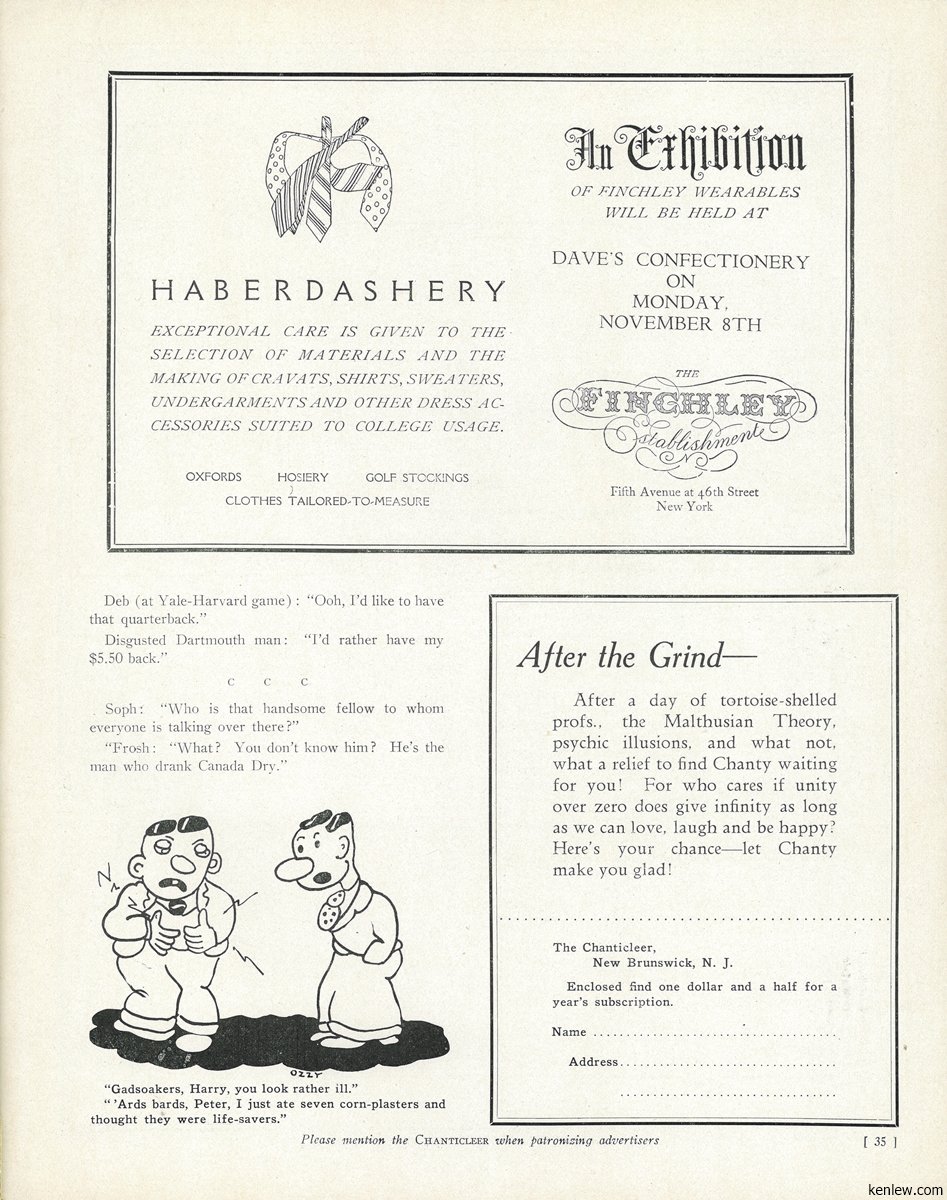 HABERDASHERY
EXCEPTIONAL CARE IS GIVEN TO THE
SELECTION OF MATERIALS AND THE
MAKING OF CRAVATS, SHIRTS, SWEATERS,
UNDERGARMENTS AND OTHER DRESS AC-
CESSORIES SUITED TO COLLEGE USAGE.
OXFORDS HOSIERY GOLF STOCKINGS
CLOTHES TAILORED-TO-MEASURE
An Exhibition
OF FINCHLEY WEARABLES
WILL BE HELD AT
DAVE'S CONFECTIONERY
ON
MONDAY,
NOVEMBER 8TH
THE
FINCHLEY
Establishment
Fifth Avenue at 46th Street
New York
Deb (at Yale-Harvard game): "Ooh, I'd like to have
that quarterback."
Disgusted Dartmouth man: "I'd rather have my
$5.50 back."
C C C
Soph: "Who is that handsome fellow to whom
everyone is talking over there?"
"Frosh: "What? You don't know him? He's the
man who drank Canada Dry."
OZZY
"Gadsoakers, Harry, you look rather ill."
"'Ards bards, Peter, I just ate seven corn-plasters and
thought they were life-savers."
After the Grind—
After a day of tortoise-shelled
profs., the Malthusian Theory,
psychic illusions, and what not,
what a relief to find Chanty waiting
for you! For who cares if unity
over zero does give infinity as long
as we can love, laugh and be happy?
Here's your chance—let Chanty
make you glad!
The Chanticleer,
New Brunswick, N. J.
Enclosed find one dollar and a half for a
year's subscription.
Name
Address
Please mention the CHANTICLEER when patronizing advertisers
[ 35 ]
kenlew.com